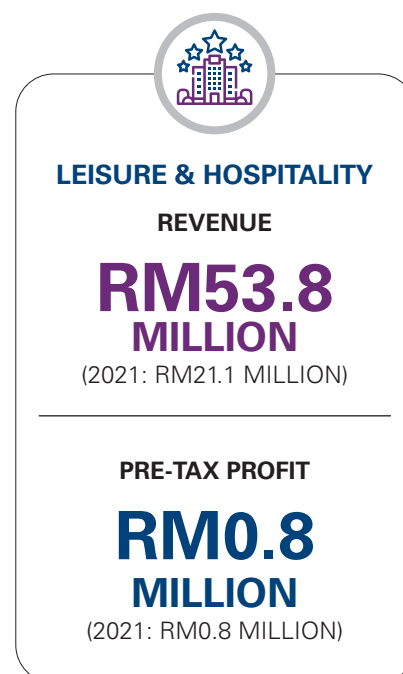 LEISURE & HOSPITALITY
REVENUE
RM53.8
MILLION
(2021: RM21.1 MILLION)
PRE-TAX PROFIT
RM0.8
MILLION
(2021: RM0.8 MILLION)